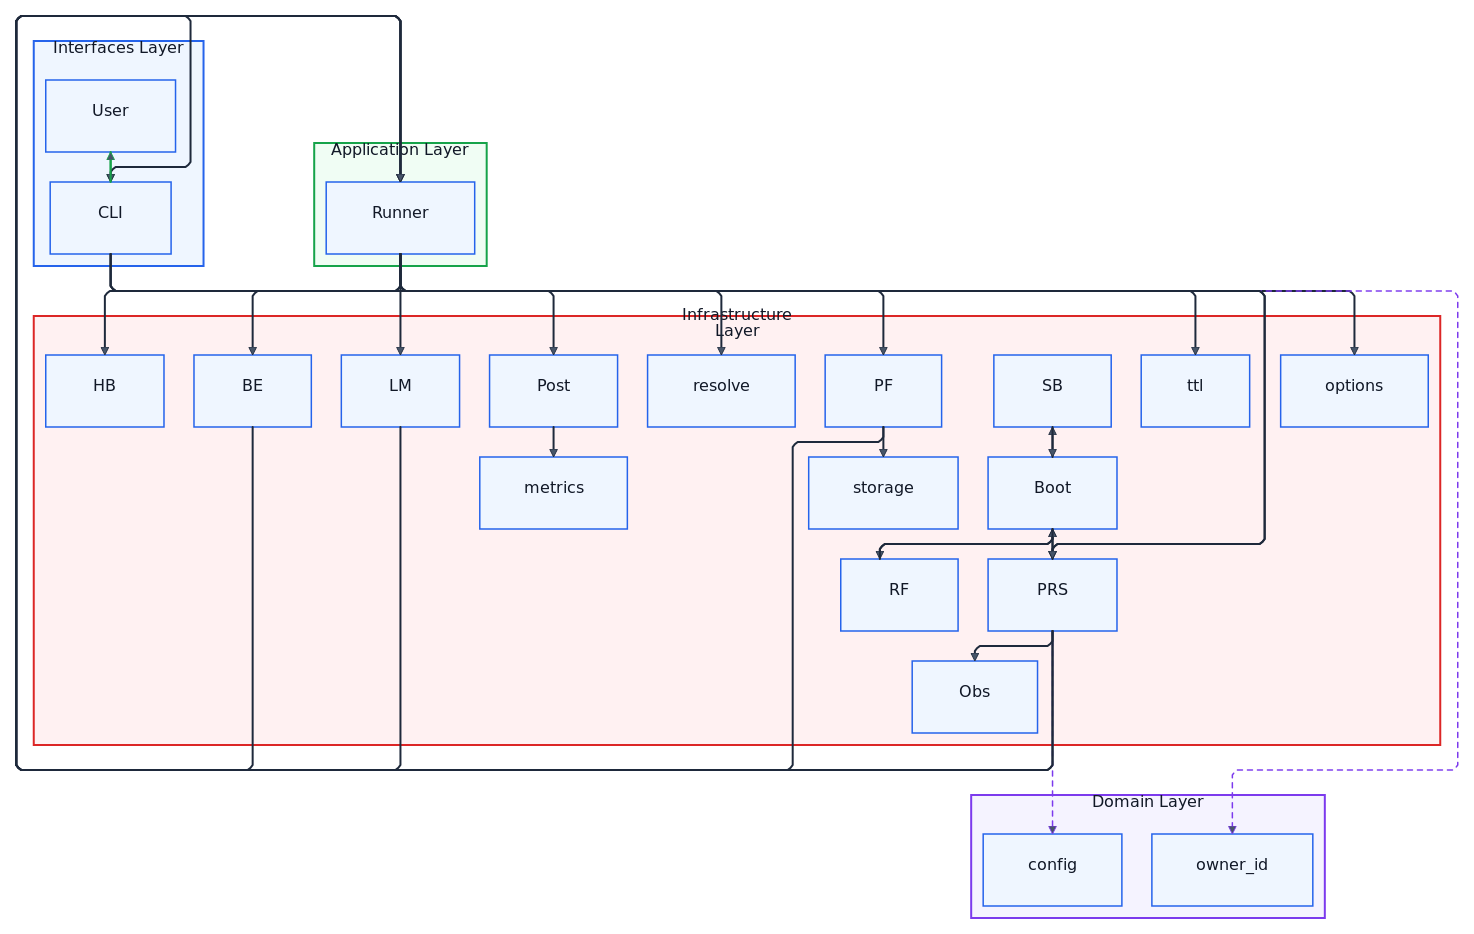 Interfaces Layer
User
CLI
Application Layer
Runner
Infrastructure
Layer
HB
BE
LM
Post
resolve
PF
SB
ttl
options
metrics
storage
Boot
RF
PRS
Obs
Domain Layer
config
owner_id